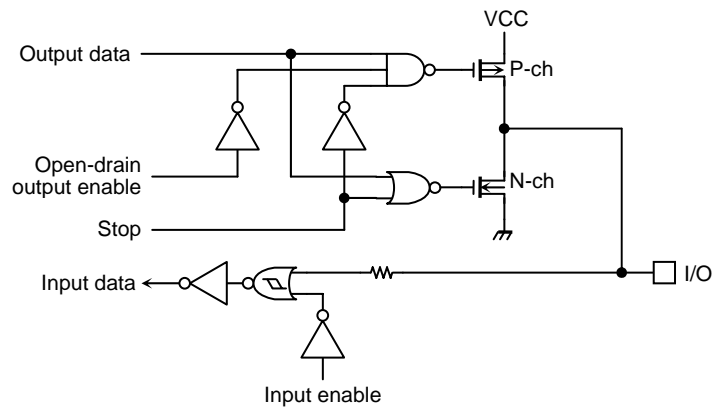 VCC
Output data
P-ch
Open-drain
output enable
N-ch
Stop
Input data
I/O
Input enable